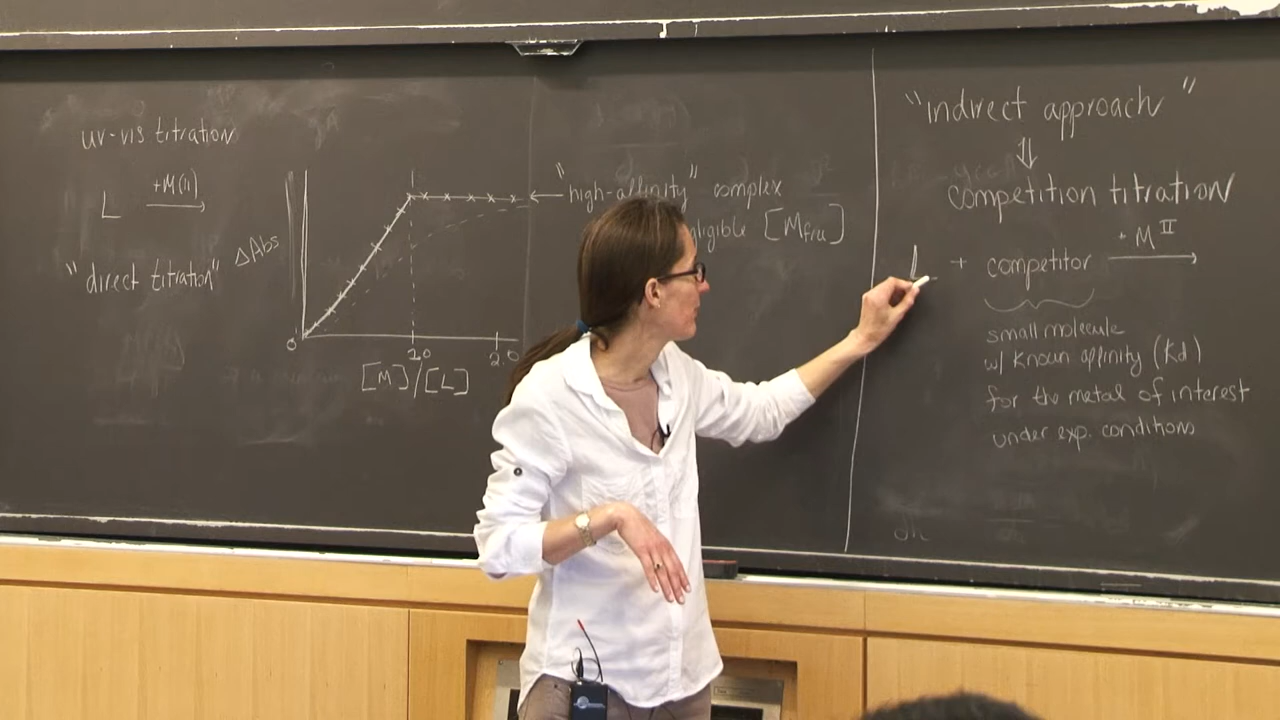 uv-vis titration
L +M(II)
"direct titration"
ΔAbs
0
1.0
2.0
[M]/[L]
"high-affinity" complex
[Mfree]
"indirect approach"
⇓
competition titration
L + competitor + M II
small molecule
w/ known affinity (Kd)
for the metal of interest
under exp. conditions